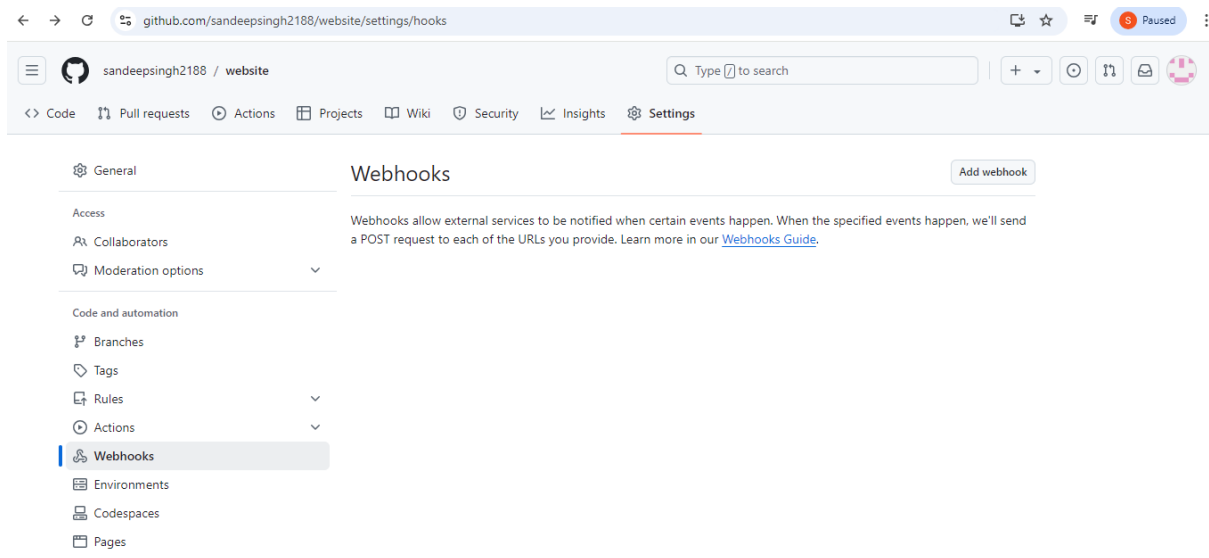 github.com/sandeepsingh2188/website/settings/hooks
S Paused
sandeepsingh2188 / website
Type / to search
Code Pull requests Actions Projects Wiki Security Insights Settings
General
Access
Collaborators
Moderation options
Code and automation
Branches
Tags
Rules
Actions
Webhooks
Environments
Codespaces
Pages
Webhooks
Add webhook
Webhooks allow external services to be notified when certain events happen. When the specified events happen, we'll send
a POST request to each of the URLs you provide. Learn more in our Webhooks Guide.